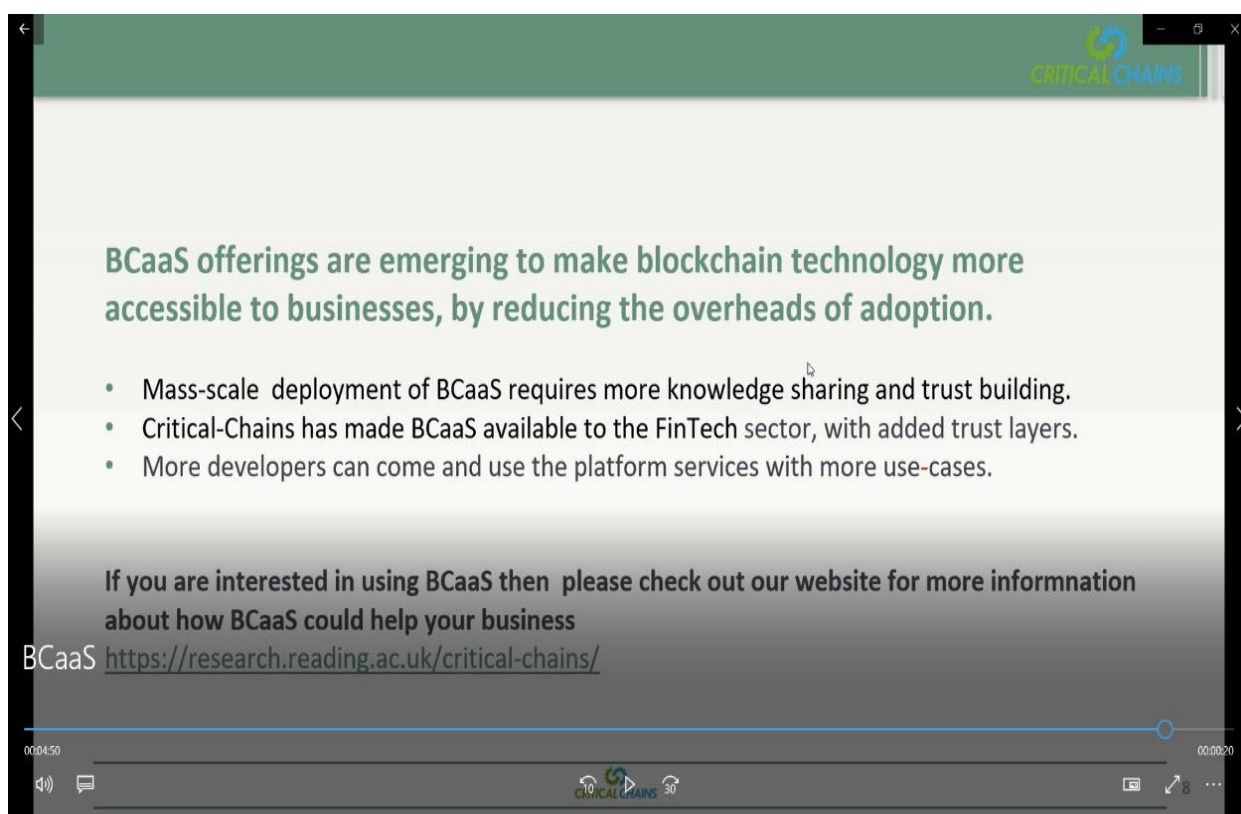 CRITICAL CHAINS
BCaaS offerings are emerging to make blockchain technology more
accessible to businesses, by reducing the overheads of adoption.
• Mass-scale deployment of BCaaS requires more knowledge sharing and trust building.
• Critical-Chains has made BCaaS available to the FinTech sector, with added trust layers.
• More developers can come and use the platform services with more use-cases.
If you are interested in using BCaaS then please check out our website for more informnation
about how BCaaS could help your business
BCaaS
https://research.reading.ac.uk/critical-chains/
00:04:50
00:00:20
10
30
CRITICAL CHAINS
8